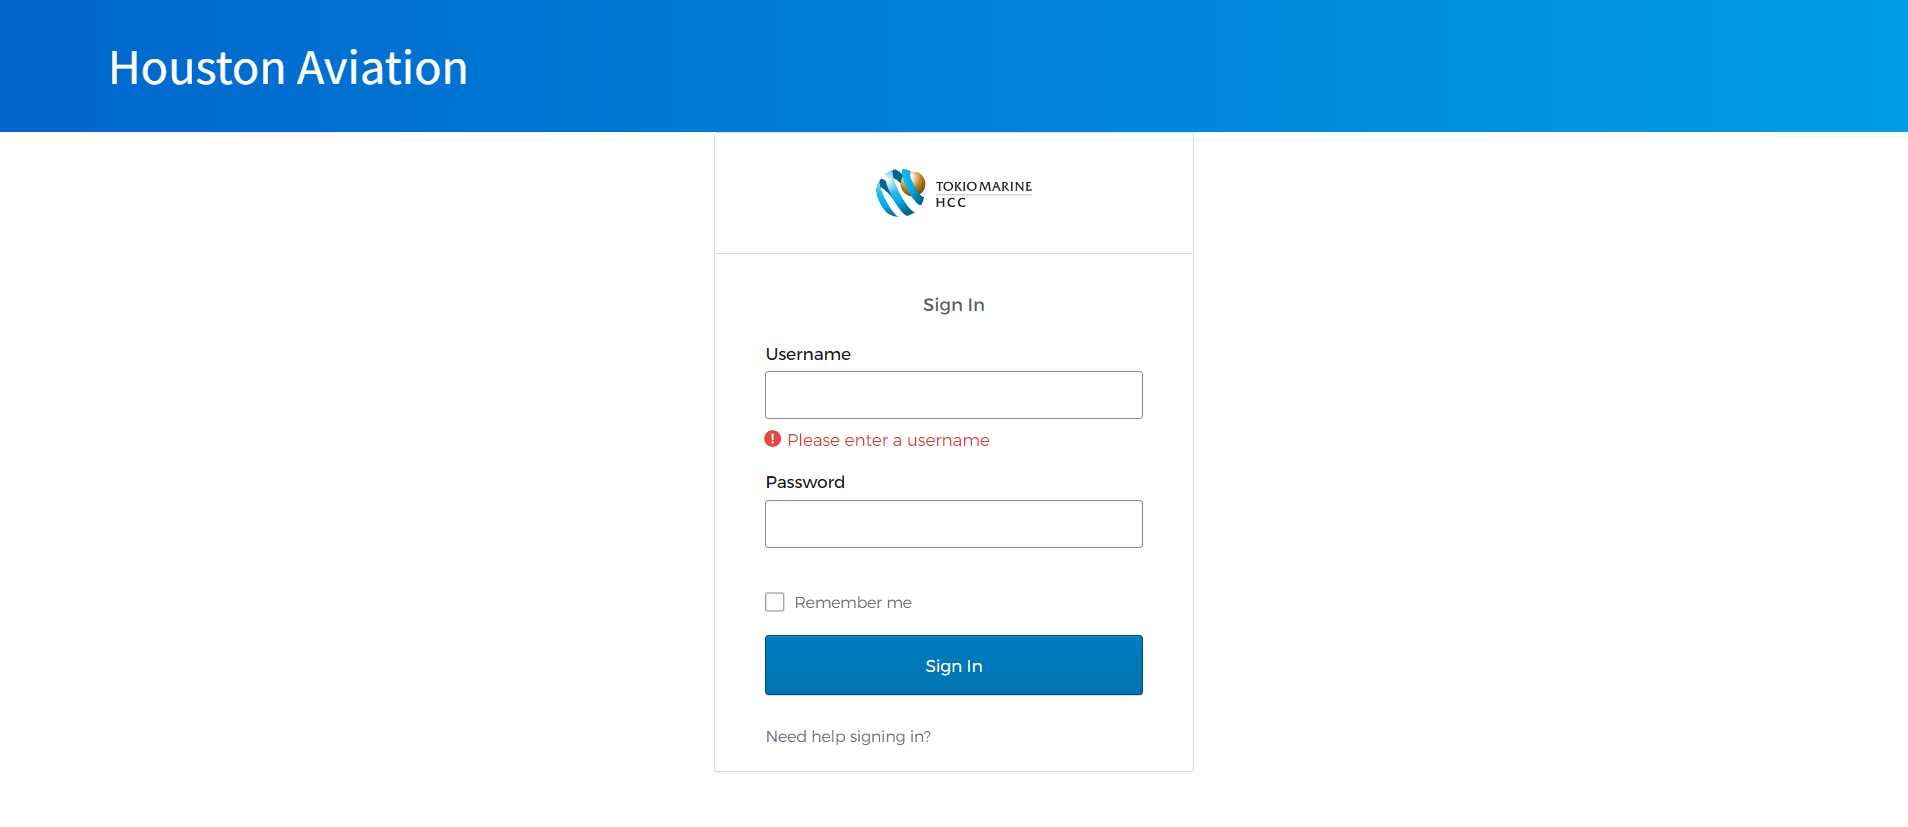 Houston Aviation
TOKIO MARINE
HCC
Sign In
Username
Please enter a username
Password
Remember me
Sign In
Need help signing in?